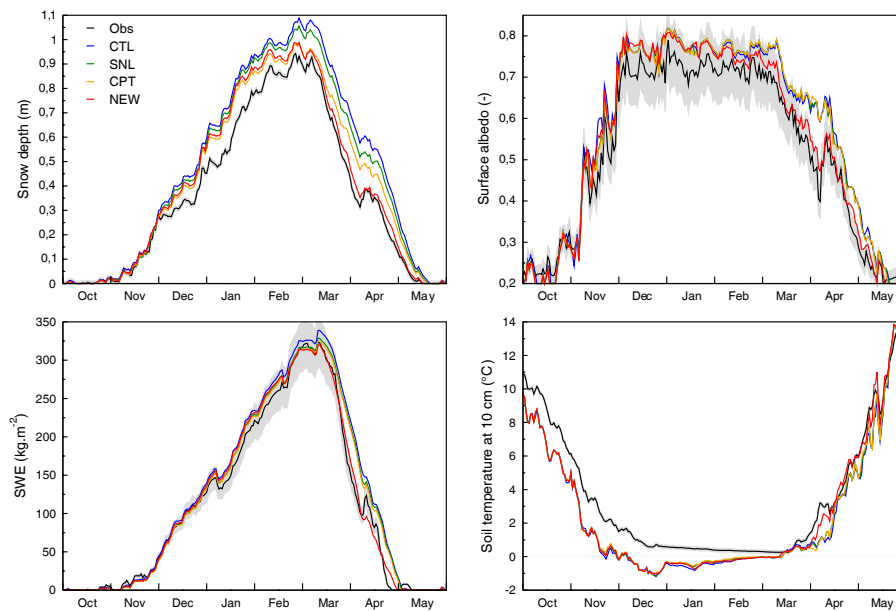 1,1
1
0,9
0,8
0,7
0,6
0,5
0,4
0,3
0,2
0,1
0
Snow depth (m)
Obs
CTL
SNL
CPT
NEW
Oct Nov Dec Jan Feb Mar Apr May
0,8
0,7
0,6
0,5
0,4
0,3
0,2
Surface albedo (-)
Oct Nov Dec Jan Feb Mar Apr May
350
300
250
200
150
100
50
0
SWE (kg.m-2)
Oct Nov Dec Jan Feb Mar Apr May
14
12
10
8
6
4
2
0
-2
Soil temperature at 10 cm (°C)
Oct Nov Dec Jan Feb Mar Apr May